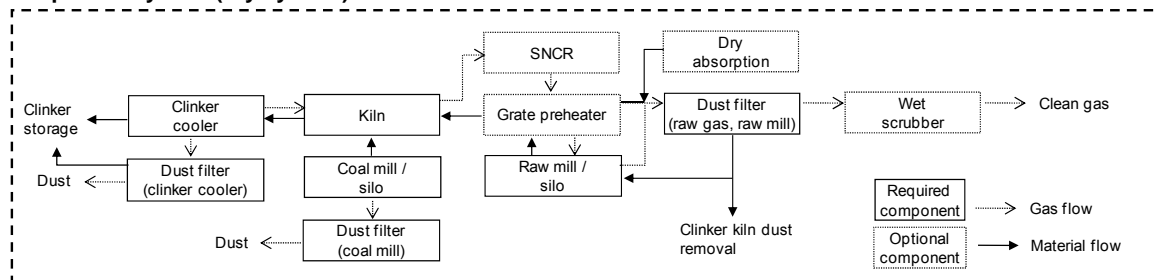 SNCR
Dry
absorption
Clinker
storage
Clinker
cooler
Kiln
Grate preheater
Dust filter
(raw gas, raw mill)
Wet
scrubber
Clean gas
Dust
Dust filter
(clinker cooler)
Coal mill /
silo
Raw mill /
silo
Dust
Dust filter
(coal mill)
Clinker kiln dust
removal
Required
component
Gas flow
Optional
component
Material flow